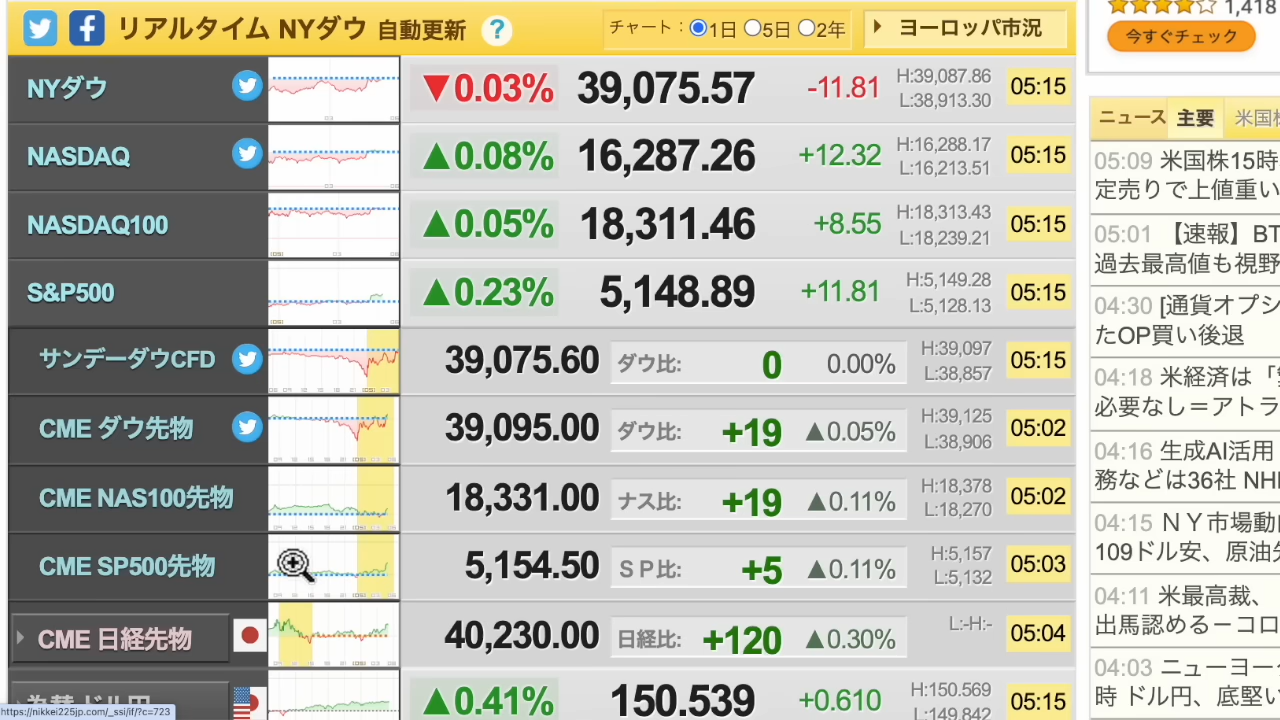 リアルタイム NYダウ 自動更新 ?
チャート: 1日 5日 2年
ヨーロッパ市況
NYダウ ▼0.03% 39,075.57 -11.81 H:39,087.86 L:38,913.30 05:15
NASDAQ ▲0.08% 16,287.26 +12.32 H:16,288.17 L:16,213.51 05:15
NASDAQ100 ▲0.05% 18,311.46 +8.55 H:18,313.43 L:18,239.21 05:15
S&P500 ▲0.23% 5,148.89 +11.81 H:5,149.28 L:5,128.13 05:15
サンデーダウCFD 39,075.60 ダウ比: 0 0.00% H:39,097 L:38,857 05:15
CME ダウ先物 39,095.00 ダウ比: +19 ▲0.05% H:39,125 L:38,906 05:02
CME NAS100先物 18,331.00 ナス比: +19 ▲0.11% H:18,378 L:18,270 05:02
CME SP500先物 5,154.50 ＳＰ比: +5 ▲0.11% H:5,157 L:5,132 05:03
CME 日経先物 40,230.00 日経比: +120 ▲0.30% L:-H:- 05:04
為替 ドル円 ▲0.41% 150.539 +0.610 H:150.569 L:149.842 05:15
https://nikkei225jp.com/_ssi/if/?c=723
1,418
今すぐチェック
ニュース 主要 米国株
05:09 米国株15時
定売りで上値重い
05:01 【速報】BT
過去最高値も視野
04:30 [通貨オプシ
たOP買い後退
04:18 米経済は「
必要なし＝アトラ
04:16 生成AI活用
務などは36社 NHK
04:15 ＮＹ市場動
109ドル安、原油先
04:11 米最高裁、
出馬認める－コロ
04:03 ニューヨーク
時 ドル円、底堅い